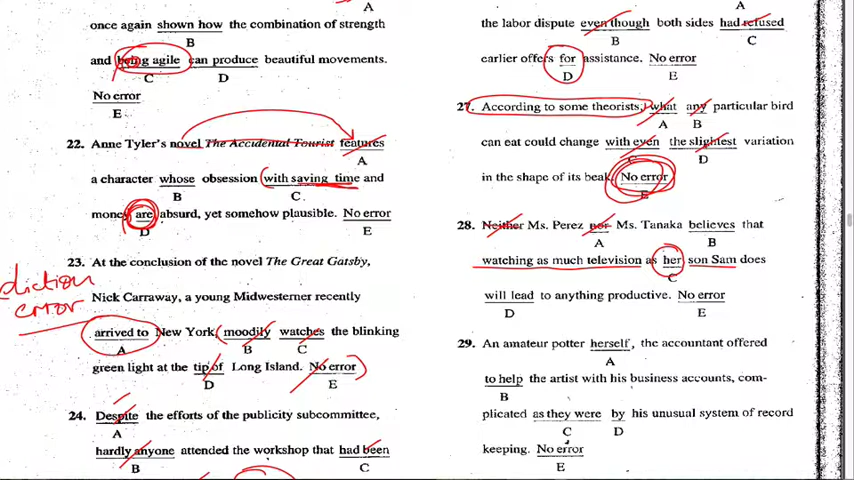 A
once again shown how the combination of strength
B
and being agile can produce beautiful movements.
C D
No error
E
22. Anne Tyler's novel The Accidental Tourist features
A
a character whose obsession with saving time and
B C
money are absurd, yet somehow plausible. No error
D E
23. At the conclusion of the novel The Great Gatsby,
Nick Carraway, a young Midwesterner recently
diction
error
arrived to New York, moodily watches the blinking
A B C
green light at the tip of Long Island. No error
D E
24. Despite the efforts of the publicity subcommittee,
A
hardly anyone attended the workshop that had been
B C
A
the labor dispute even though both sides had refused
B C
earlier offers for assistance. No error
D E
27. According to some theorists, what any particular bird
A B
can eat could change with even the slightest variation
C D
in the shape of its beak. No error
E
28. Neither Ms. Perez nor Ms. Tanaka believes that
A B
watching as much television as her son Sam does
C
will lead to anything productive. No error
D E
29. An amateur potter herself, the accountant offered
A
to help the artist with his business accounts, com-
B
plicated as they were by his unusual system of record
C D
keeping. No error
E